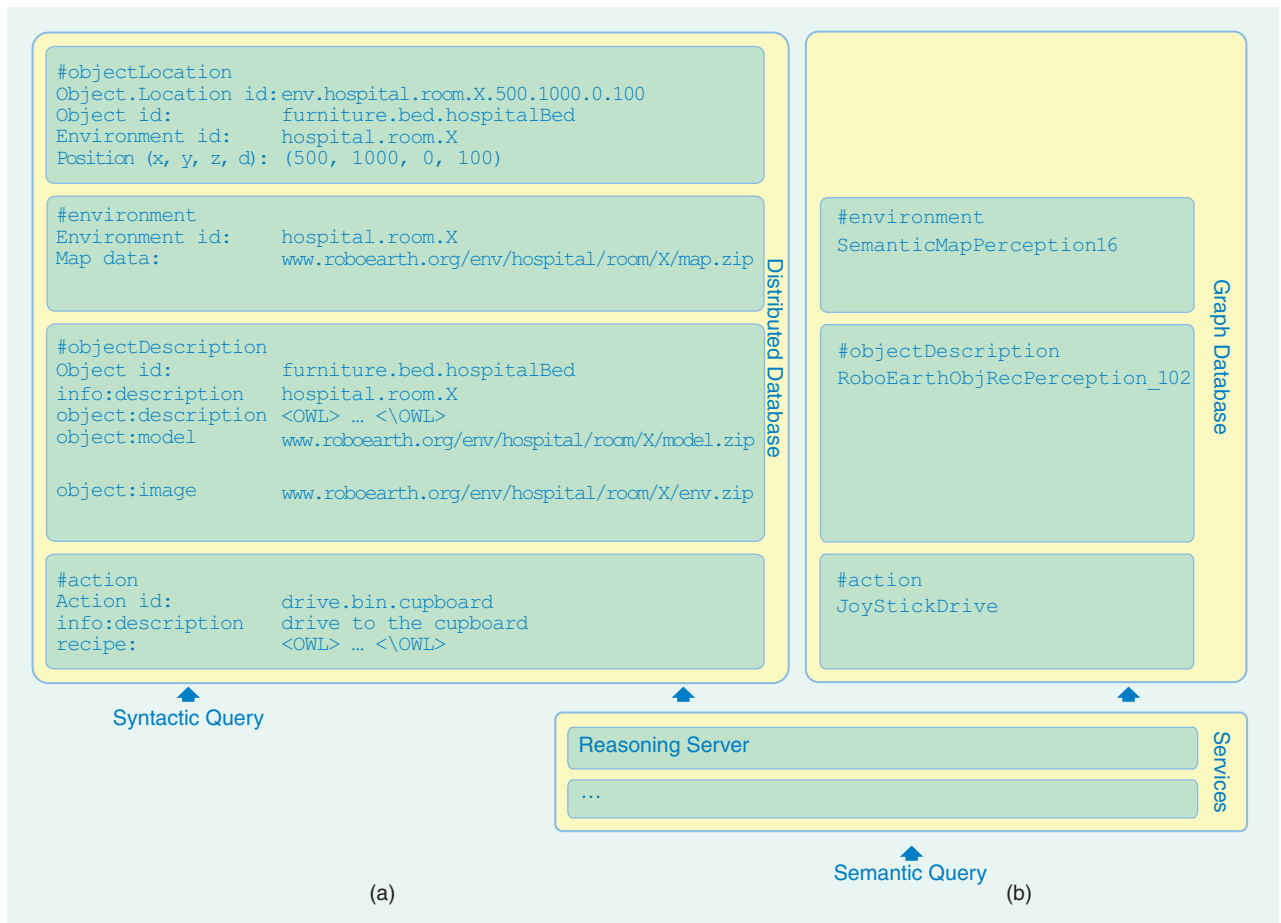 #objectLocation
Object.Location id: env.hospital.room.X.500.1000.0.100
Object id: furniture.bed.hospitalBed
Environment id: hospital.room.X
Position (x, y, z, d): (500, 1000, 0, 100)
#environment
Environment id: hospital.room.X
Map data: www.roboearth.org/env/hospital/room/X/map.zip
#objectDescription
Object id: furniture.bed.hospitalBed
info:description hospital.room.X
object:description <OWL> … <\OWL>
object:model www.roboearth.org/env/hospital/room/X/model.zip
object:image www.roboearth.org/env/hospital/room/X/env.zip
#action
Action id: drive.bin.cupboard
info:description drive to the cupboard
recipe: <OWL> … <\OWL>
Distributed Database
#environment
SemanticMapPerception16
#objectDescription
RoboEarthObjRecPerception_102
#action
JoyStickDrive
Graph Database
Syntactic Query
Reasoning Server
…
Services
Semantic Query
(a)
(b)